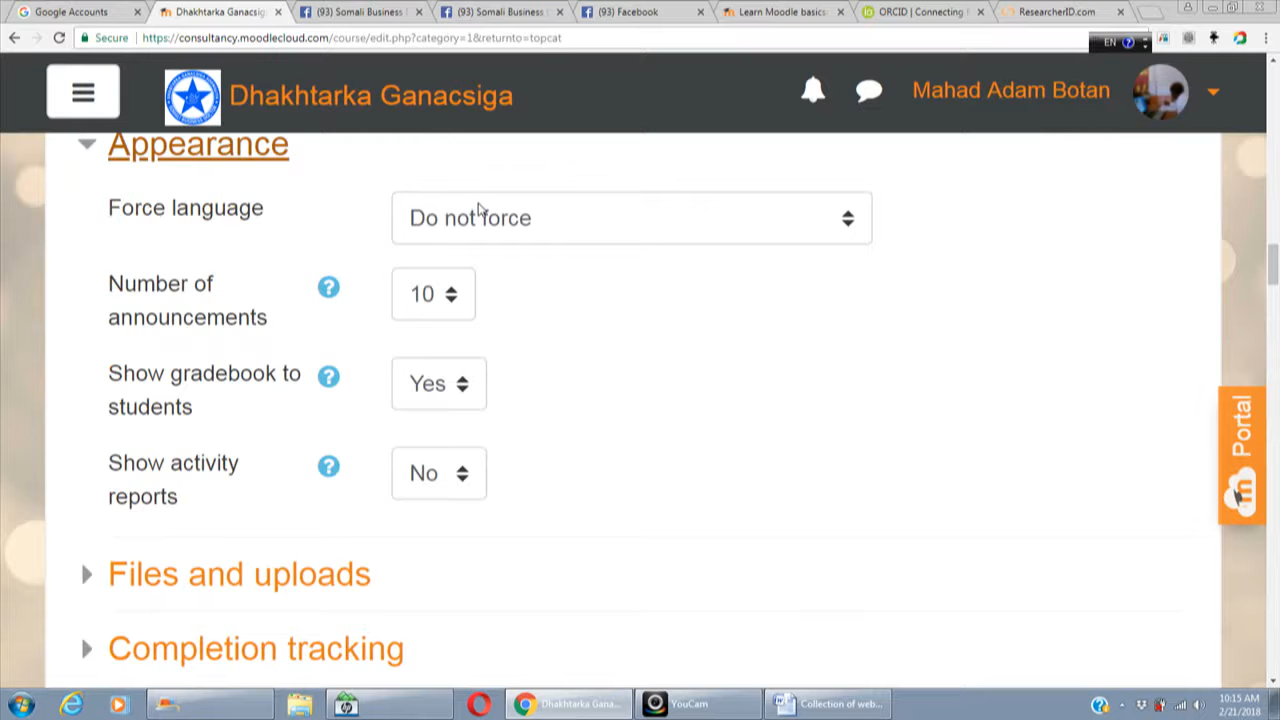 Google Accounts
Dhakhtarka Ganacsig
(93) Somali Business
(93) Somali Business
(93) Facebook
Learn Moodle basics:
ORCID | Connecting
ResearcherID.com
Secure
https://consultancy.moodlecloud.com/course/edit.php?category=1&returnto=topcat
EN
Dhakhtarka Ganacsiga
Mahad Adam Botan
Appearance
Force language
Do not force
Number of
announcements
10
Show gradebook to
students
Yes
Show activity
reports
No
Portal
Files and uploads
Completion tracking
Dhakhtarka Gana...
YouCam
Collection of web...
10:15 AM
2/21/2018